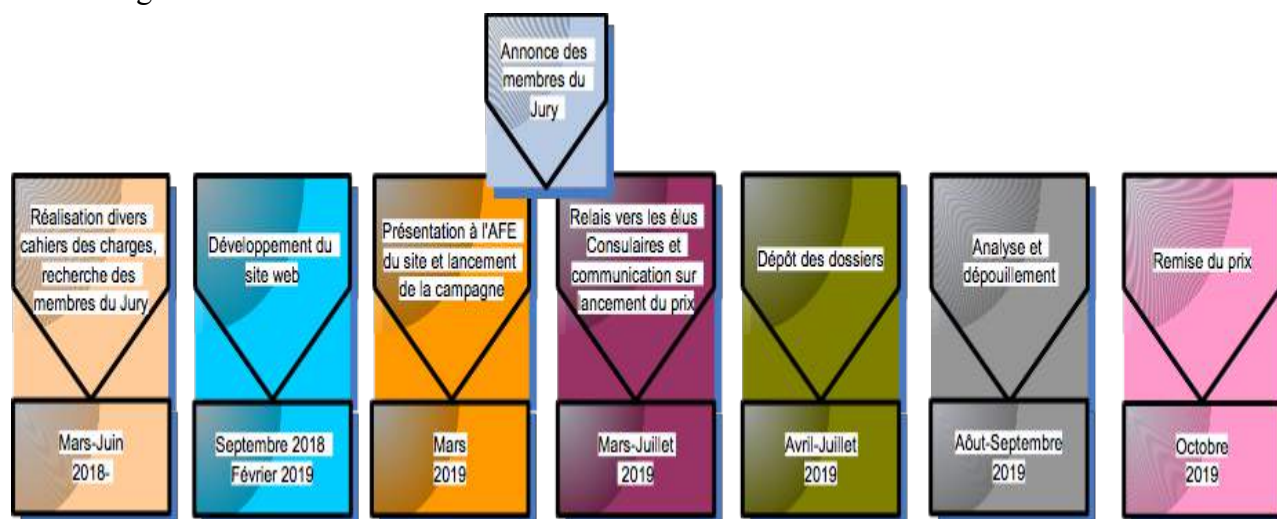 Annonce des
membres du
Jury
Réalisation divers
cahiers des charges,
recherche des
membres du Jury
Mars-Juin
2018-
Développement du
site web
Septembre 2018
Février 2019
Présentation à l'AFE
du site et lancement
de la campagne
Mars
2019
Relais vers les élus
Consulaires et
communication sur
lancement du prix
Mars-Juillet
2019
Dépôt des dossiers
Avril-Juillet
2019
Analyse et
dépouillement
Aôut-Septembre
2019
Remise du prix
Octobre
2019